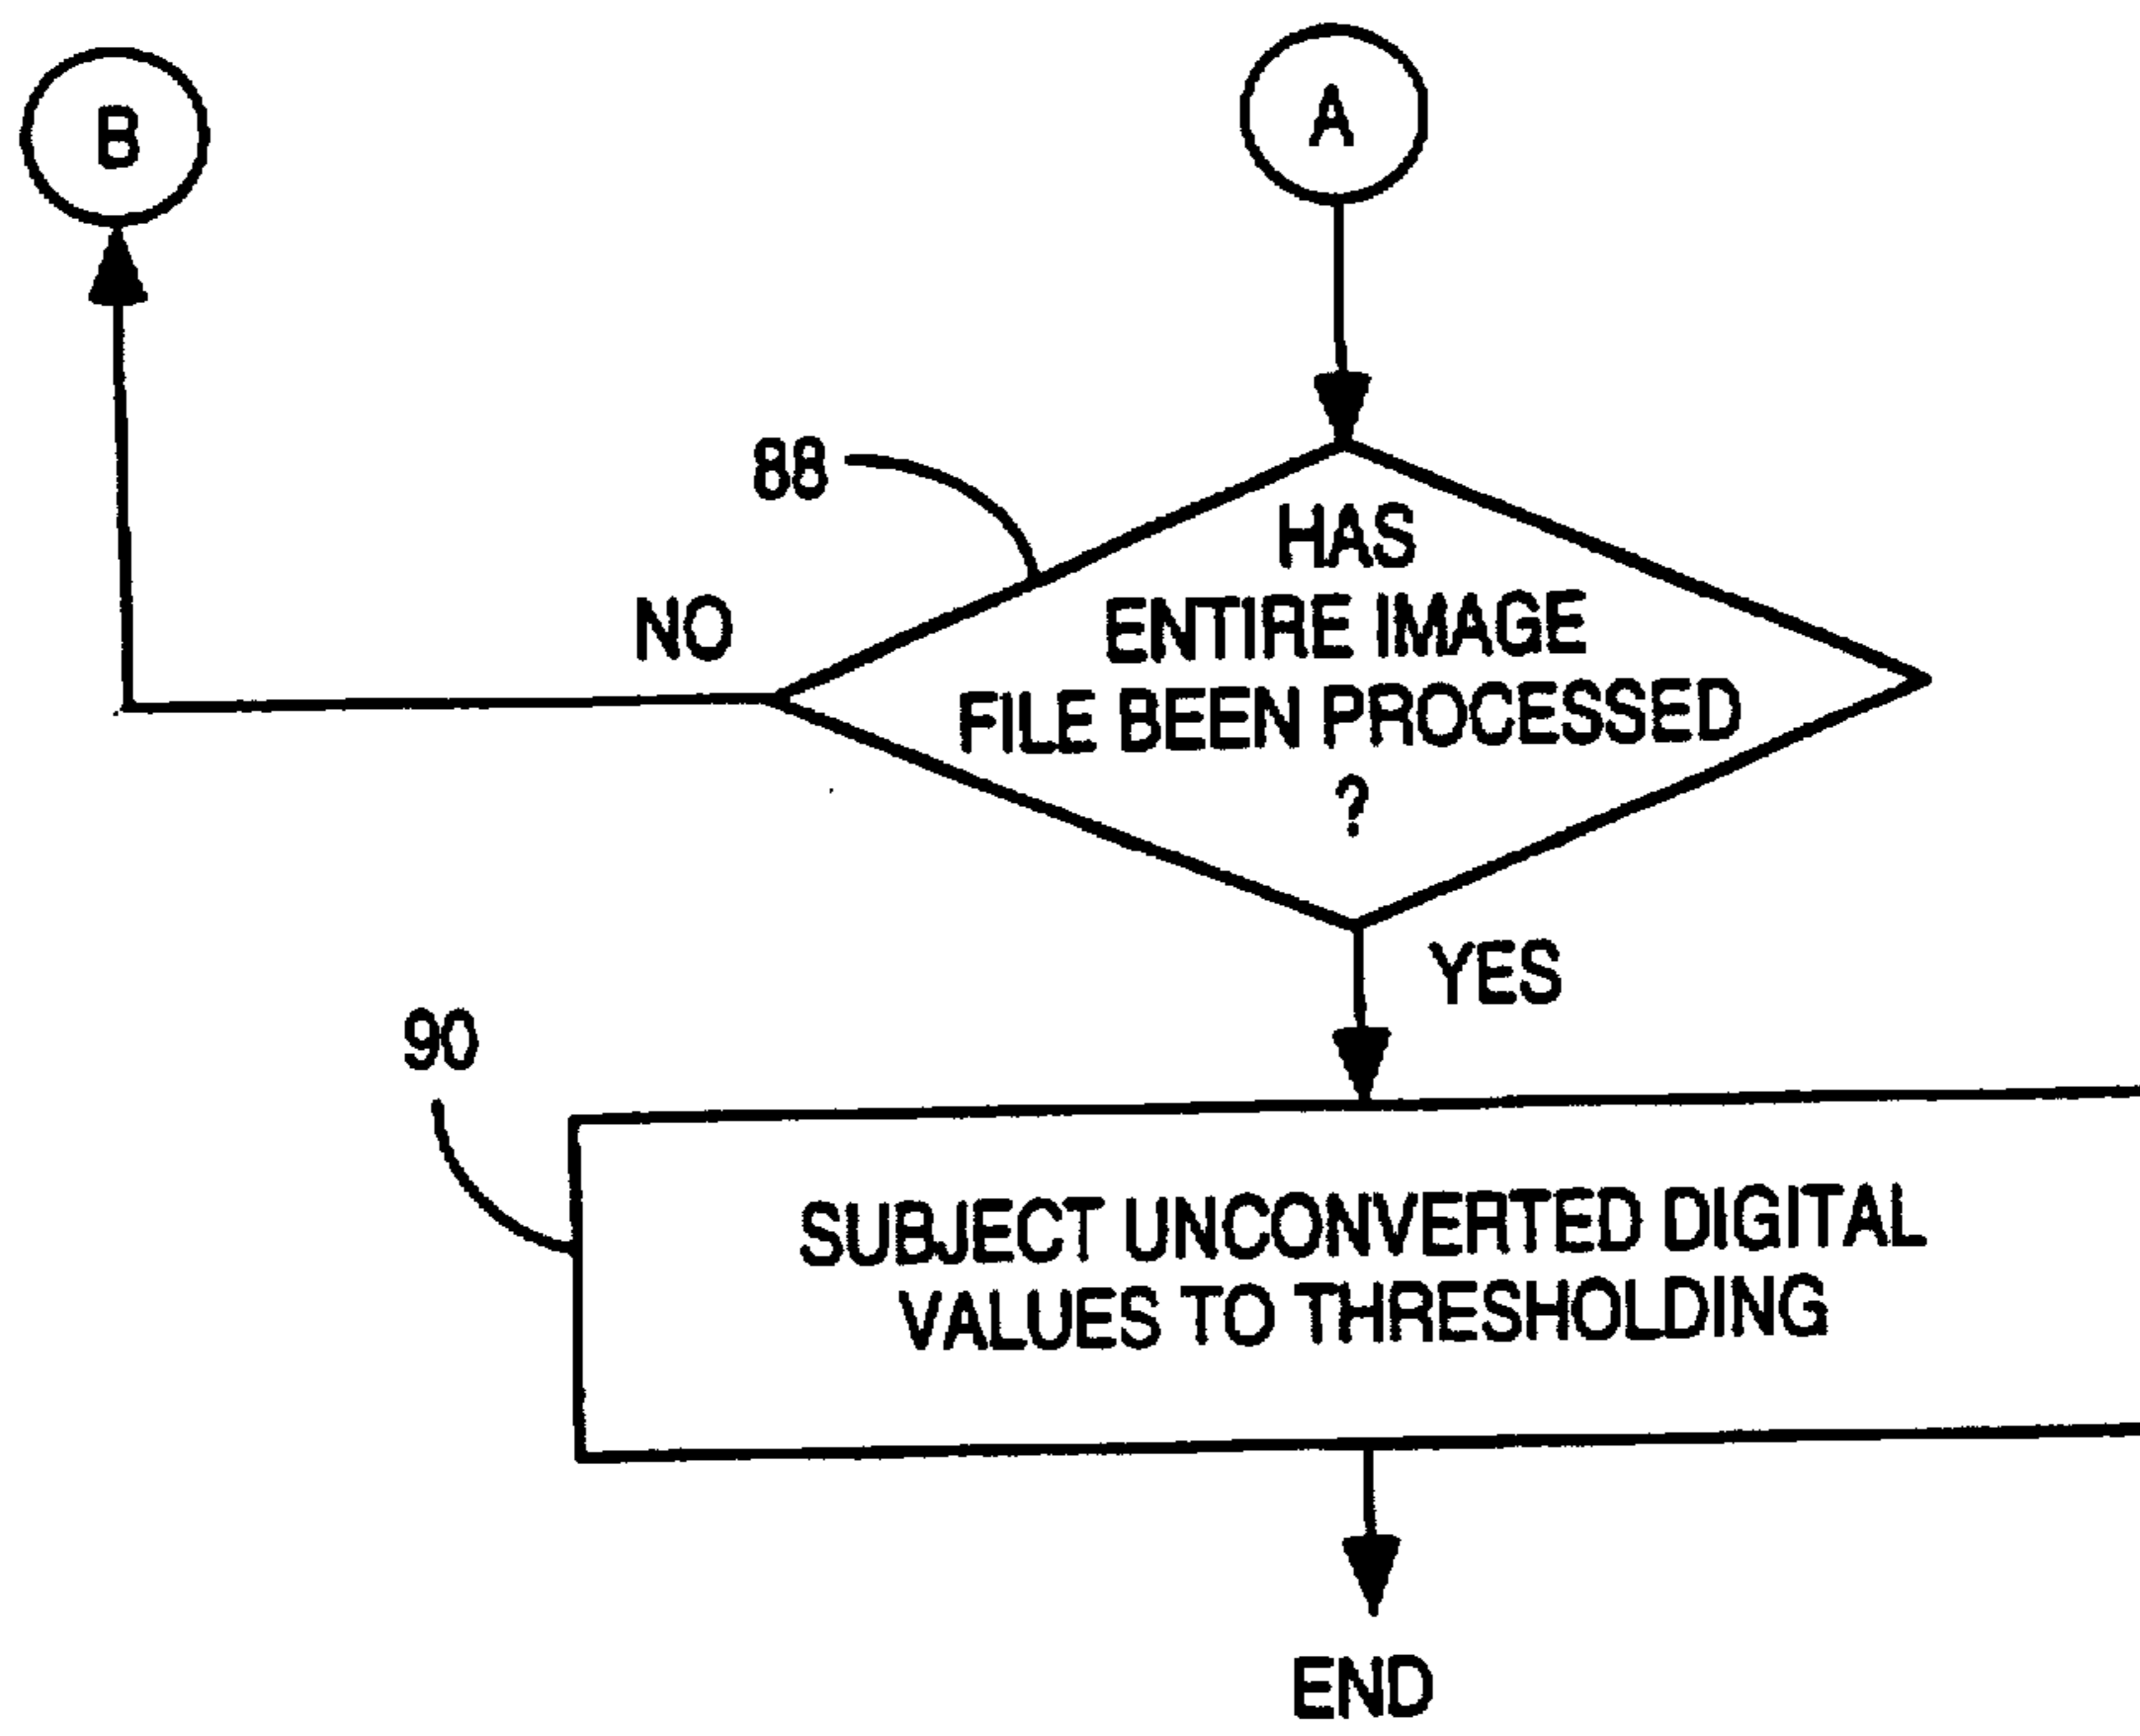 B
A
88
HAS
ENTIRE IMAGE
FILE BEEN PROCESSED
?
NO
YES
90
SUBJECT UNCONVERTED DIGITAL
VALUES TO THRESHOLDING
END